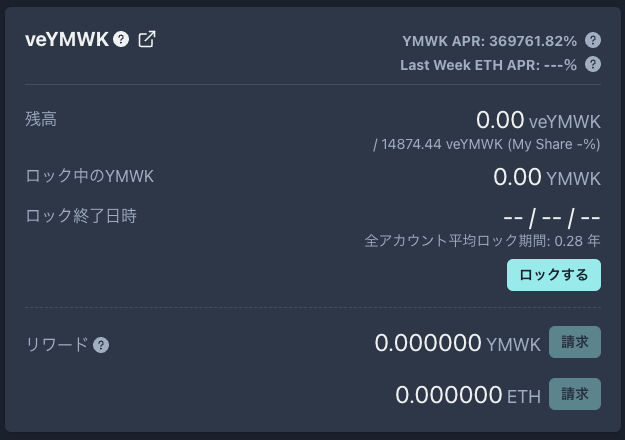 veYMWK ?
YMWK APR: 369761.82% ?
Last Week ETH APR: ---% ?
残高
0.00 veYMWK
/ 14874.44 veYMWK (My Share -%)
ロック中のYMWK
0.00 YMWK
ロック終了日時
-- / -- / --
全アカウント平均ロック期間: 0.28 年
ロックする
リワード ?
0.000000 YMWK 請求
0.000000 ETH 請求